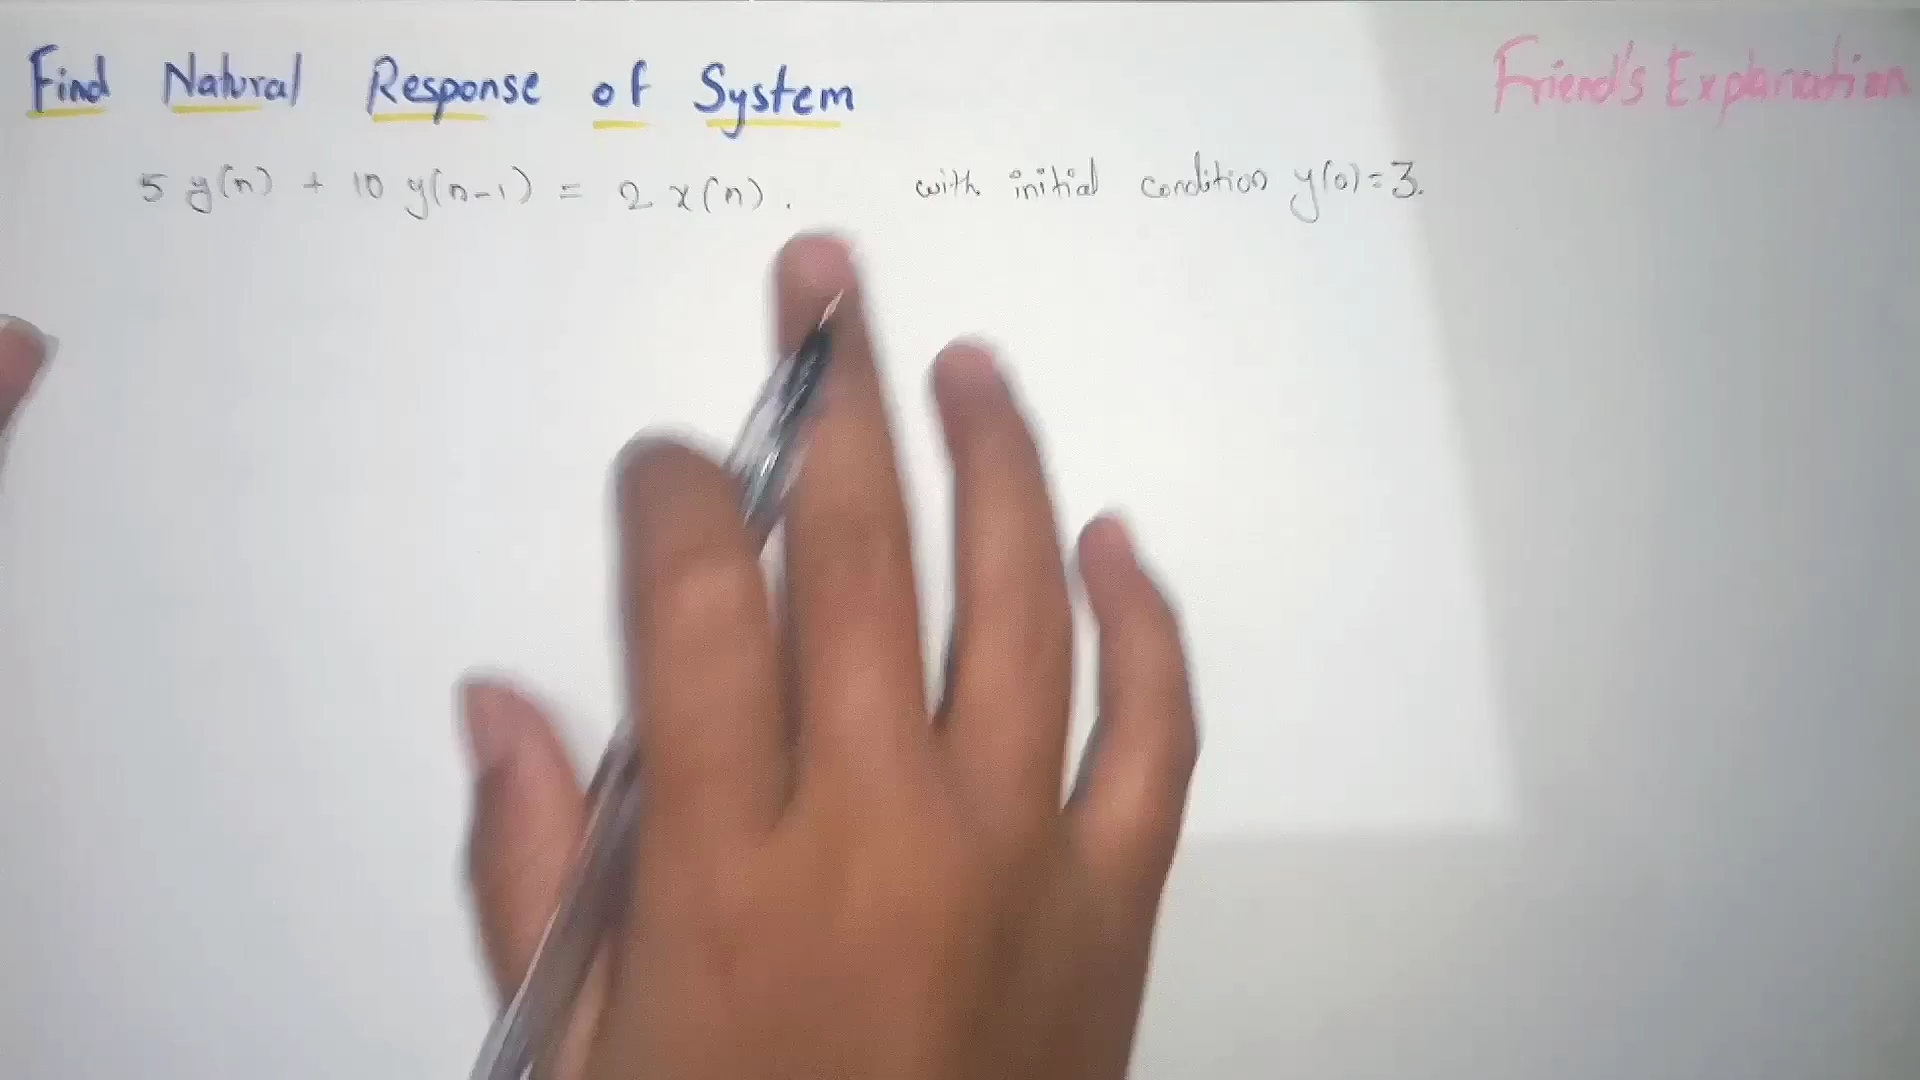 Find Natural Response of System
Friend's Explanation
5 y(n) + 10 y(n-1) = 2 x(n). with initial condition y(0)=3.